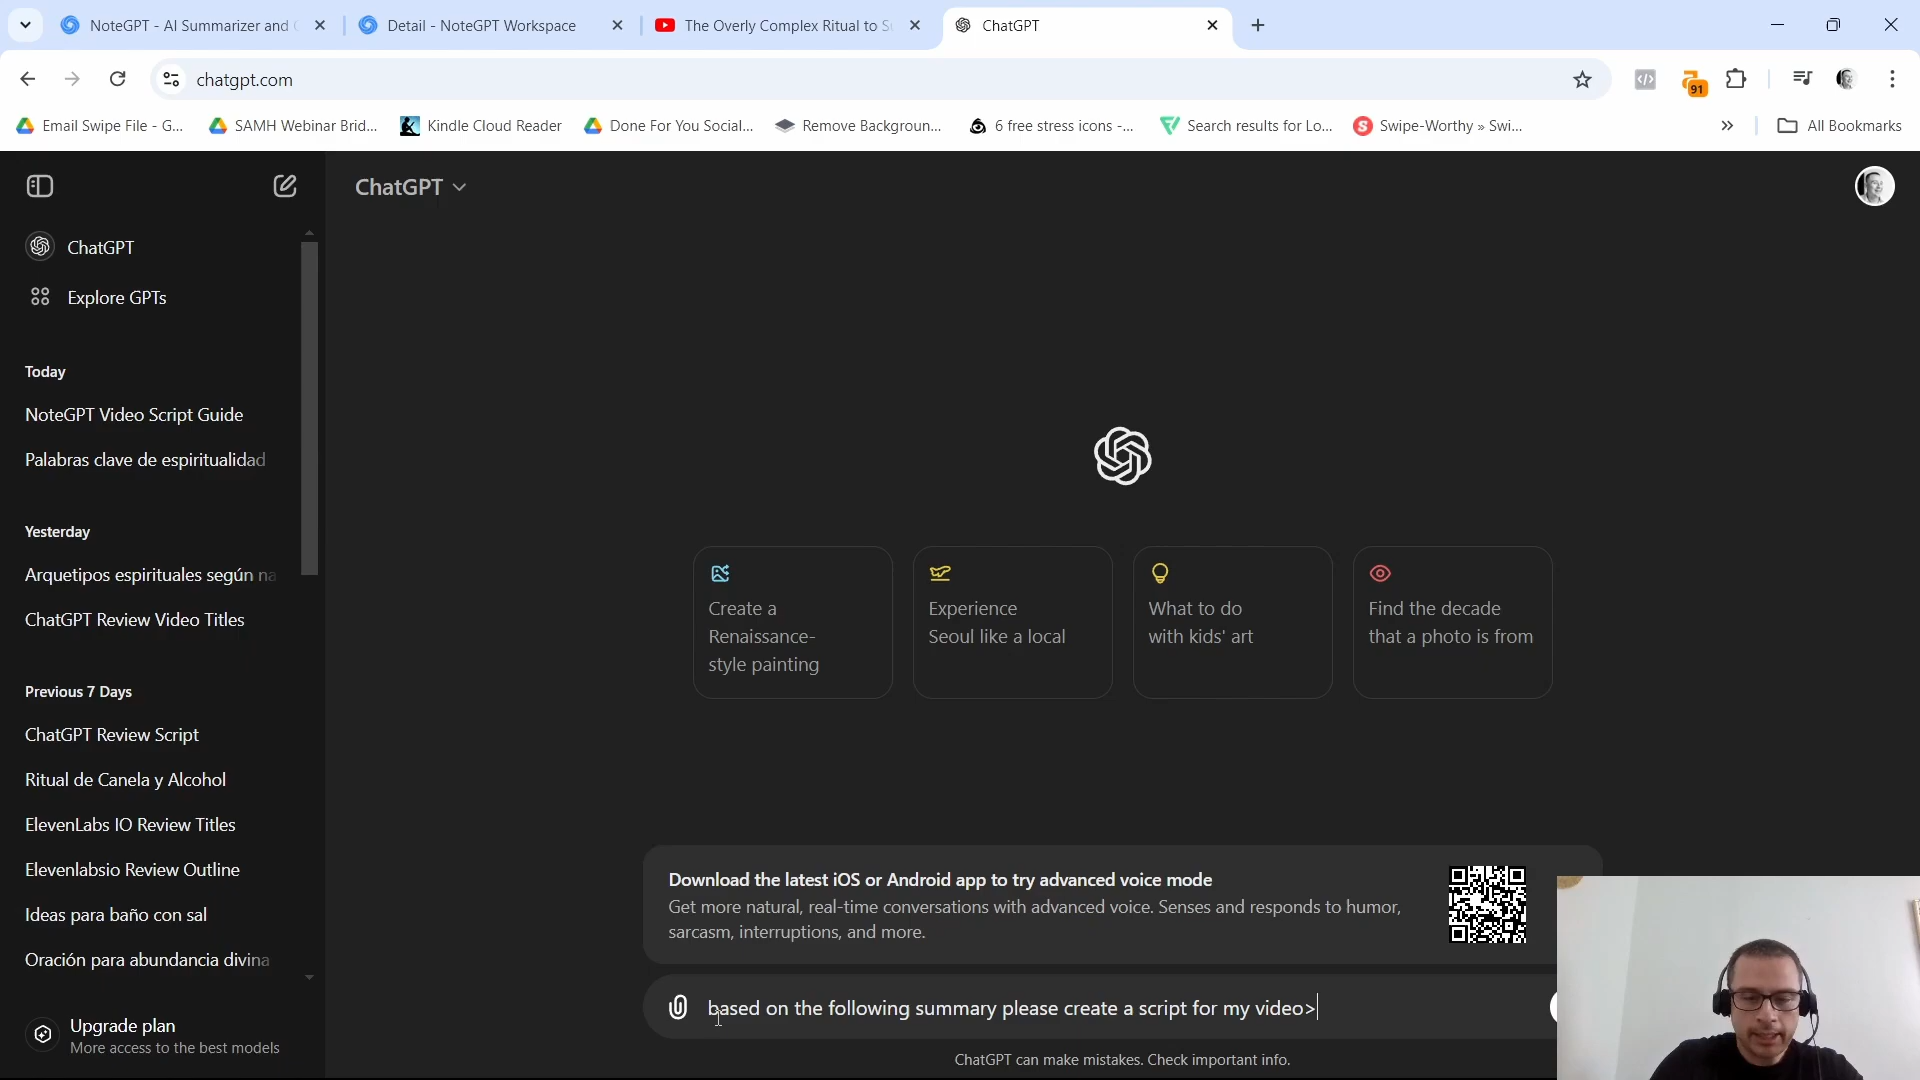 NoteGPT - AI Summarizer and
Detail - NoteGPT Workspace
The Overly Complex Ritual to
ChatGPT
chatgpt.com
91
Email Swipe File - G...
SAMH Webinar Brid...
Kindle Cloud Reader
Done For You Social...
Remove Backgroun...
6 free stress icons -...
Search results for Lo...
Swipe-Worthy » Swi...
All Bookmarks
ChatGPT
ChatGPT
Explore GPTs
Today
NoteGPT Video Script Guide
Palabras clave de espiritualidad
Yesterday
Arquetipos espirituales según na
ChatGPT Review Video Titles
Previous 7 Days
ChatGPT Review Script
Ritual de Canela y Alcohol
ElevenLabs IO Review Titles
Elevenlabsio Review Outline
Ideas para baño con sal
Oración para abundancia divina
Upgrade plan
More access to the best models
Create a
Renaissance-
style painting
Experience
Seoul like a local
What to do
with kids' art
Find the decade
that a photo is from
Download the latest iOS or Android app to try advanced voice mode
Get more natural, real-time conversations with advanced voice. Senses and responds to humor,
sarcasm, interruptions, and more.
based on the following summary please create a script for my video>
ChatGPT can make mistakes. Check important info.